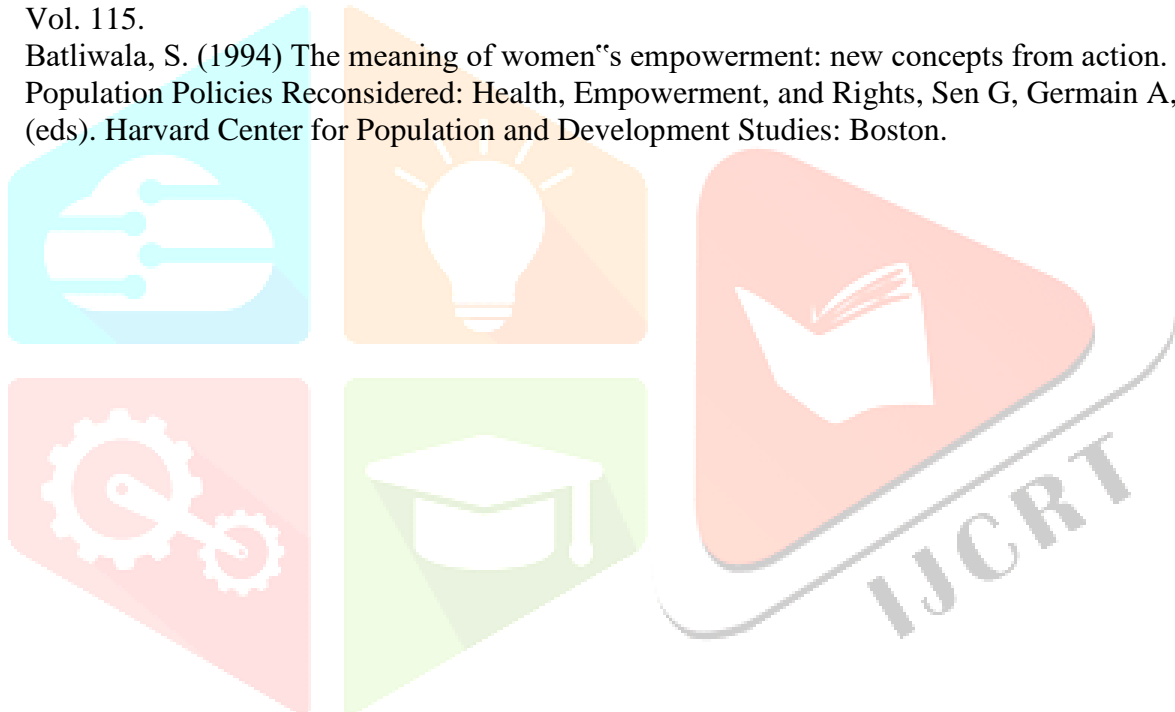 Vol. 115.
Batliwala, S. (1994) The meaning of women‟s empowerment: new concepts from action.
Population Policies Reconsidered: Health, Empowerment, and Rights, Sen G, Germain A,
(eds). Harvard Center for Population and Development Studies: Boston.
IJCRT